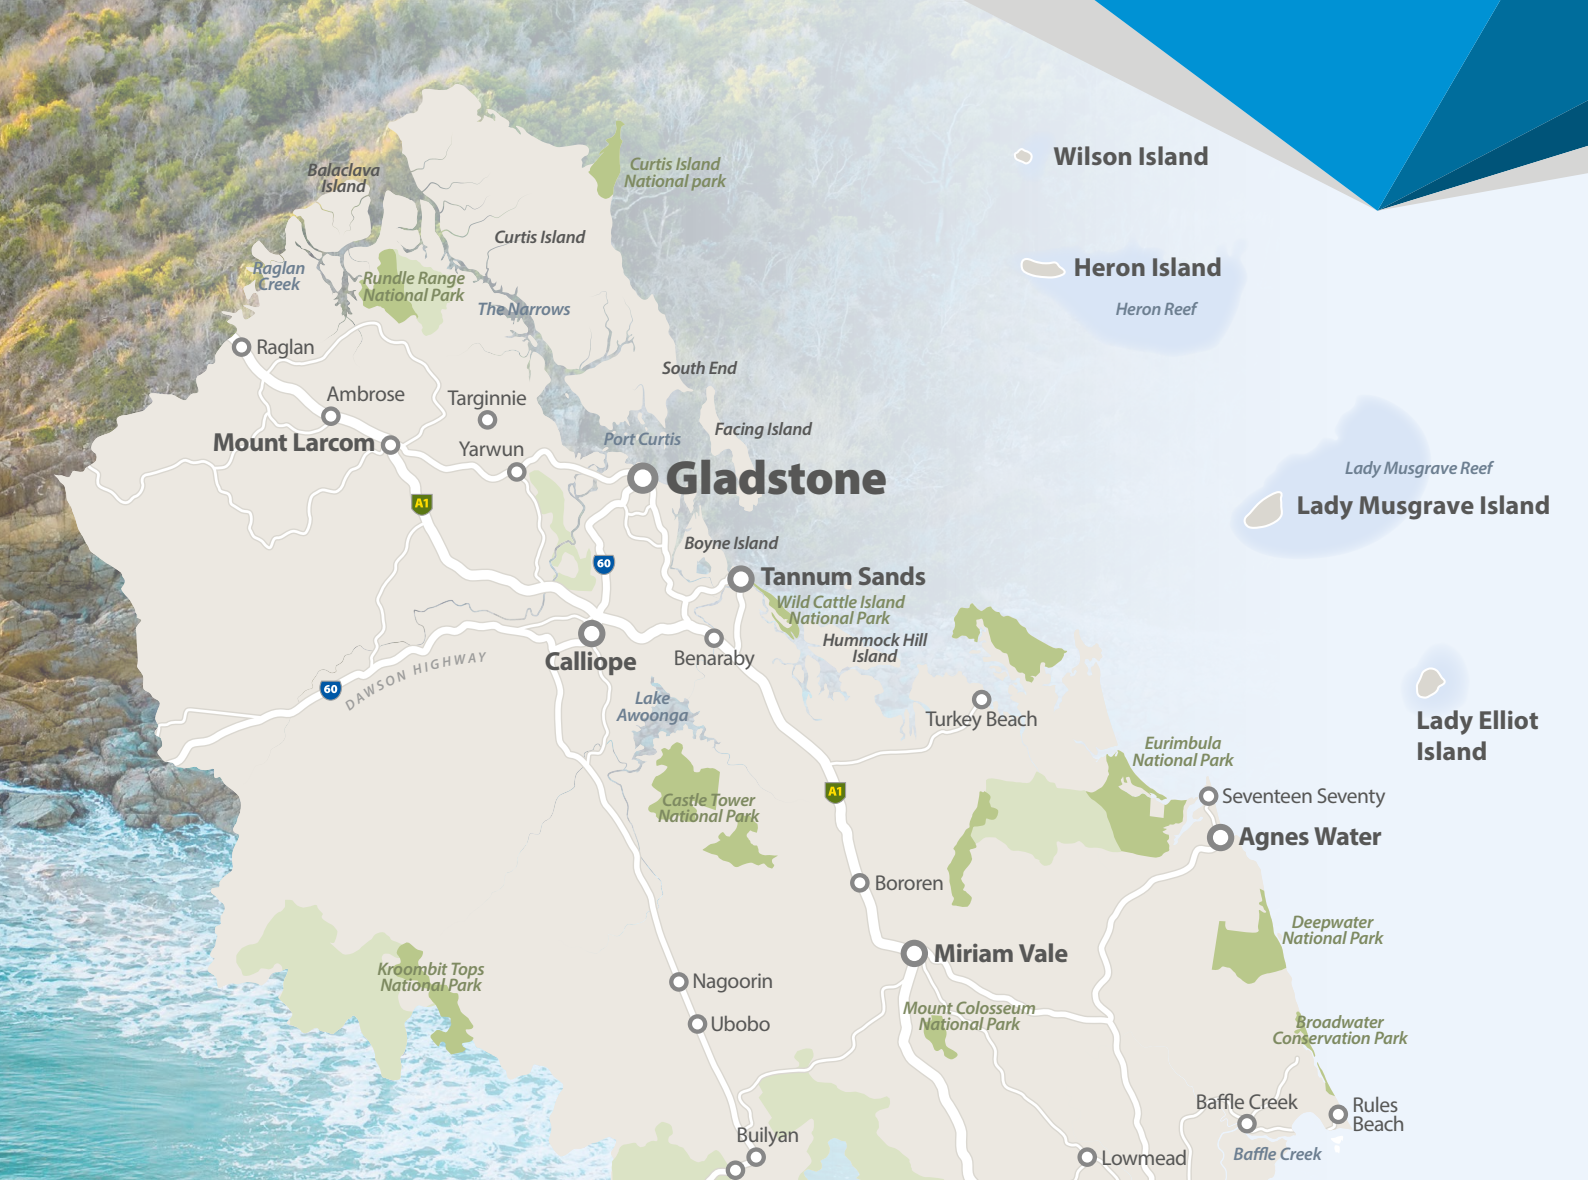 Wilson Island
Balaclava
Island
Curtis Island
National park
Curtis Island
Heron Island
Raglan
Creek
Rundle Range
National Park
The Narrows
Heron Reef
Raglan
South End
Ambrose
Targinnie
Facing Island
Mount Larcom
Yarwun
Port Curtis
Gladstone
Lady Musgrave Reef
Lady Musgrave Island
A1
Boyne Island
60
Tannum Sands
Wild Cattle Island
National Park
Hummock Hill
Island
Calliope
Benaraby
DAWSON HIGHWAY
60
Lake
Awoonga
Turkey Beach
Lady Elliot
Island
Eurimbula
National Park
A1
Castle Tower
National Park
Seventeen Seventy
Agnes Water
Bororen
Deepwater
National Park
Miriam Vale
Kroombit Tops
National Park
Nagoorin
Mount Colosseum
National Park
Ubobo
Broadwater
Conservation Park
Baffle Creek
Rules
Beach
Builyan
Baffle Creek
Lowmead